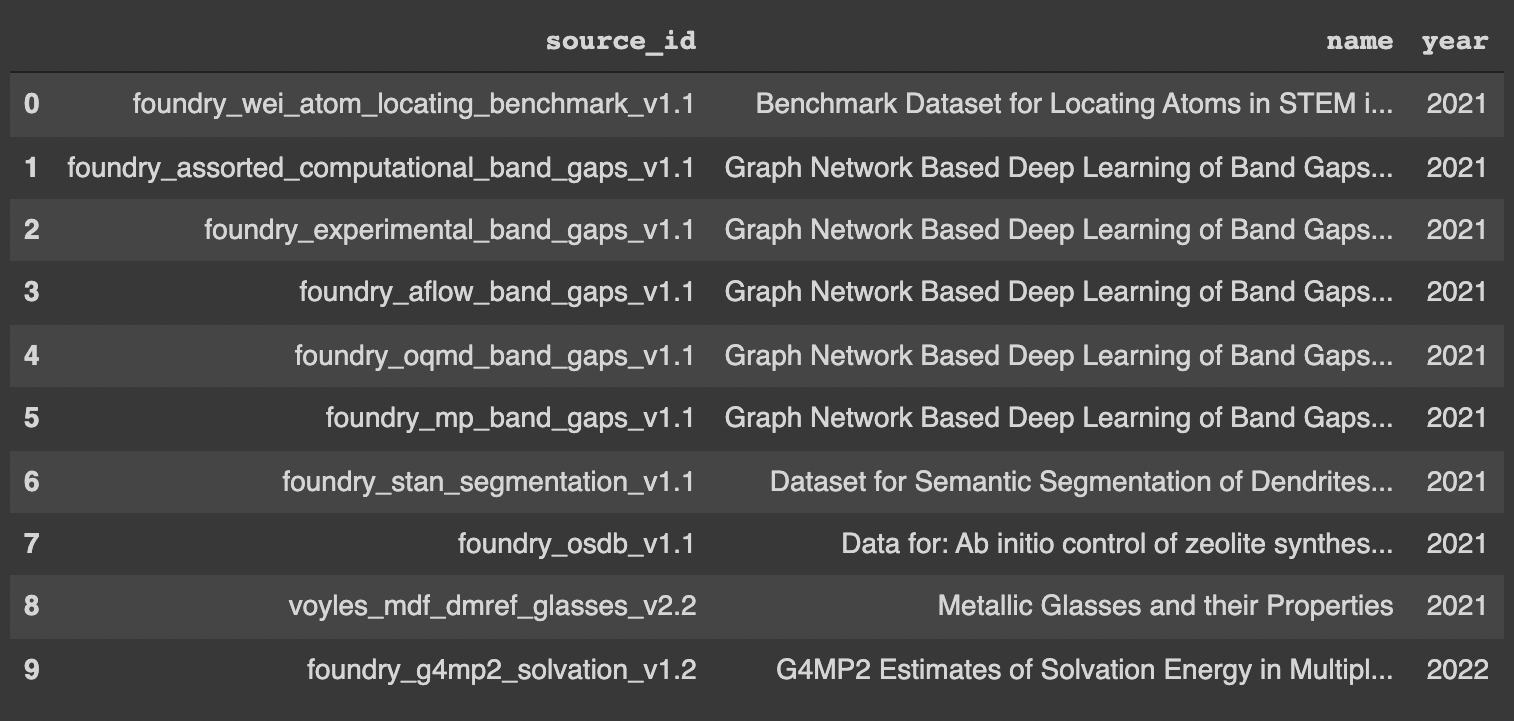 source_id name year
0 foundry_wei_atom_locating_benchmark_v1.1 Benchmark Dataset for Locating Atoms in STEM i... 2021
1 foundry_assorted_computational_band_gaps_v1.1 Graph Network Based Deep Learning of Band Gaps... 2021
2 foundry_experimental_band_gaps_v1.1 Graph Network Based Deep Learning of Band Gaps... 2021
3 foundry_aflow_band_gaps_v1.1 Graph Network Based Deep Learning of Band Gaps... 2021
4 foundry_oqmd_band_gaps_v1.1 Graph Network Based Deep Learning of Band Gaps... 2021
5 foundry_mp_band_gaps_v1.1 Graph Network Based Deep Learning of Band Gaps... 2021
6 foundry_stan_segmentation_v1.1 Dataset for Semantic Segmentation of Dendrites... 2021
7 foundry_osdb_v1.1 Data for: Ab initio control of zeolite synthes... 2021
8 voyles_mdf_dmref_glasses_v2.2 Metallic Glasses and their Properties 2021
9 foundry_g4mp2_solvation_v1.2 G4MP2 Estimates of Solvation Energy in Multipl... 2022